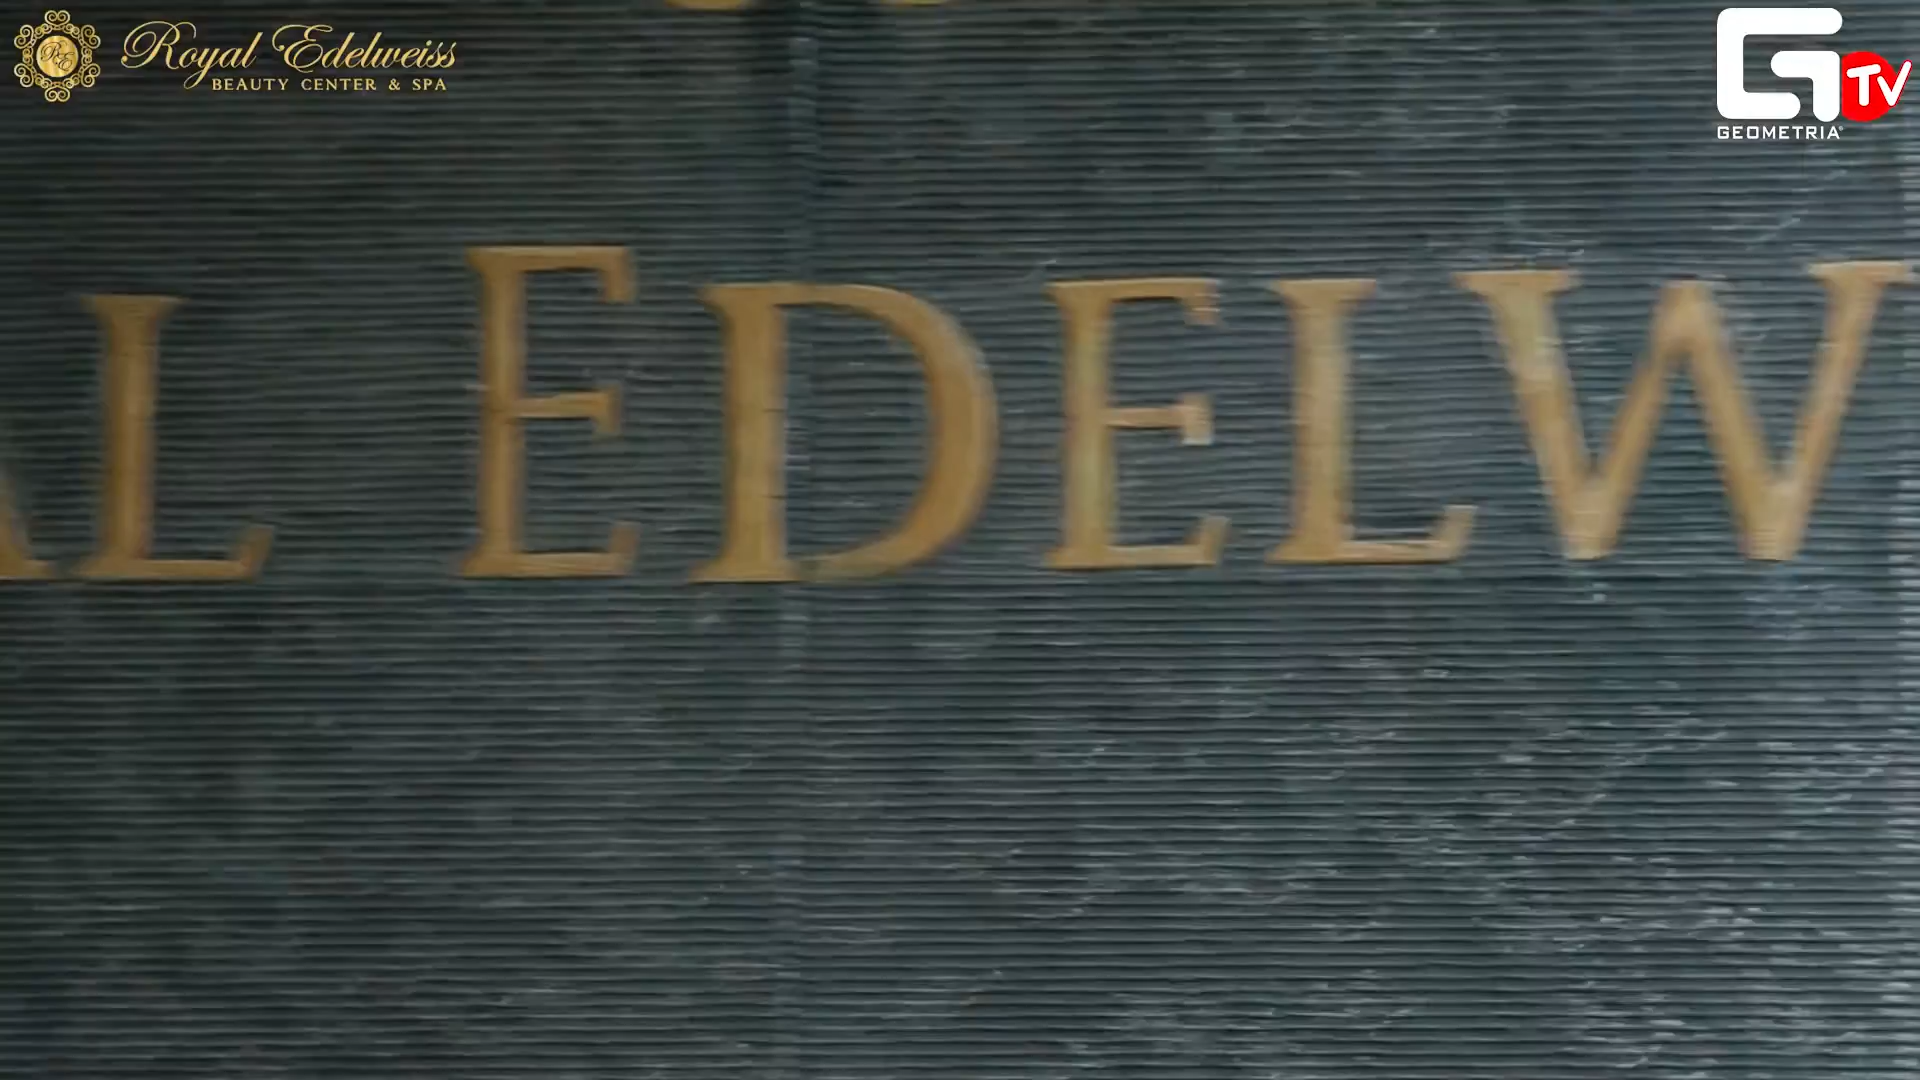 Royal Edelweiss
BEAUTY CENTER & SPA
TV
GEOMETRIA
AL EDELW